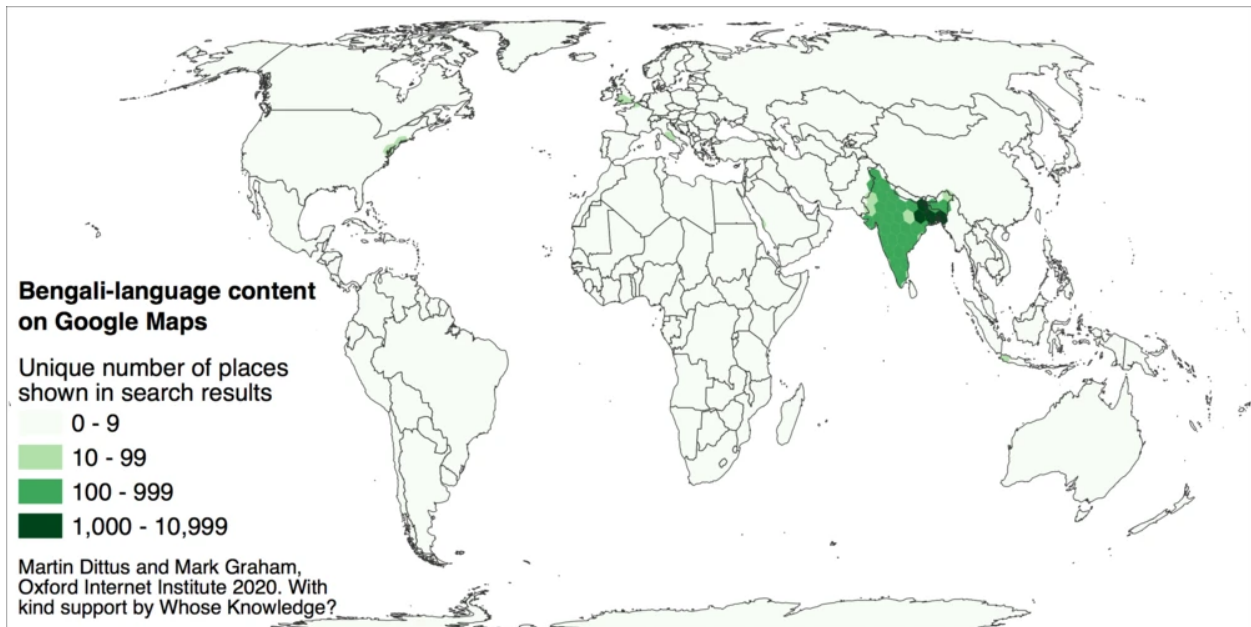 Bengali-language content
on Google Maps
Unique number of places
shown in search results
0 - 9
10 - 99
100 - 999
1,000 - 10,999
Martin Dittus and Mark Graham,
Oxford Internet Institute 2020. With
kind support by Whose Knowledge?